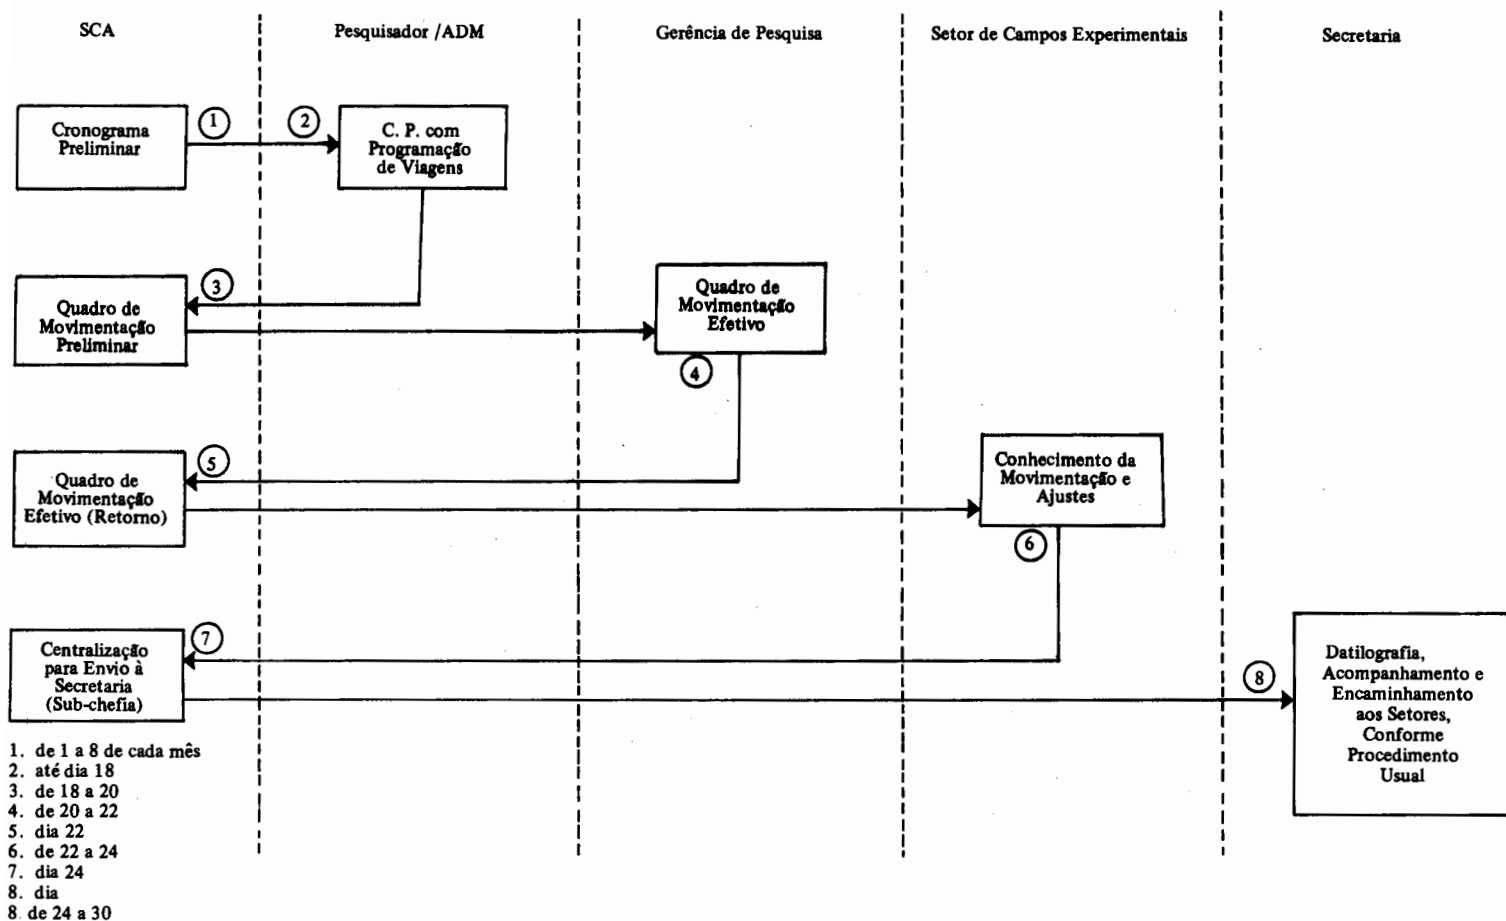 SCA
Pesquisador /ADM
Gerência de Pesquisa
Setor de Campos Experimentais
Secretaria
Cronograma
Preliminar
1
2
C. P. com
Programação
de Viagens
3
Quadro de
Movimentação
Preliminar
Quadro de
Movimentação
Efetivo
4
5
Quadro de
Movimentação
Efetivo (Retorno)
Conhecimento da
Movimentação e
Ajustes
6
7
Centralização
para Envio à
Secretaria
(Sub-chefia)
8
Datilografia,
Acompanhamento e
Encaminhamento
aos Setores,
Conforme
Procedimento
Usual
1. de 1 a 8 de cada mês
2. até dia 18
3. de 18 a 20
4. de 20 a 22
5. dia 22
6. de 22 a 24
7. dia 24
8. dia
8. de 24 a 30